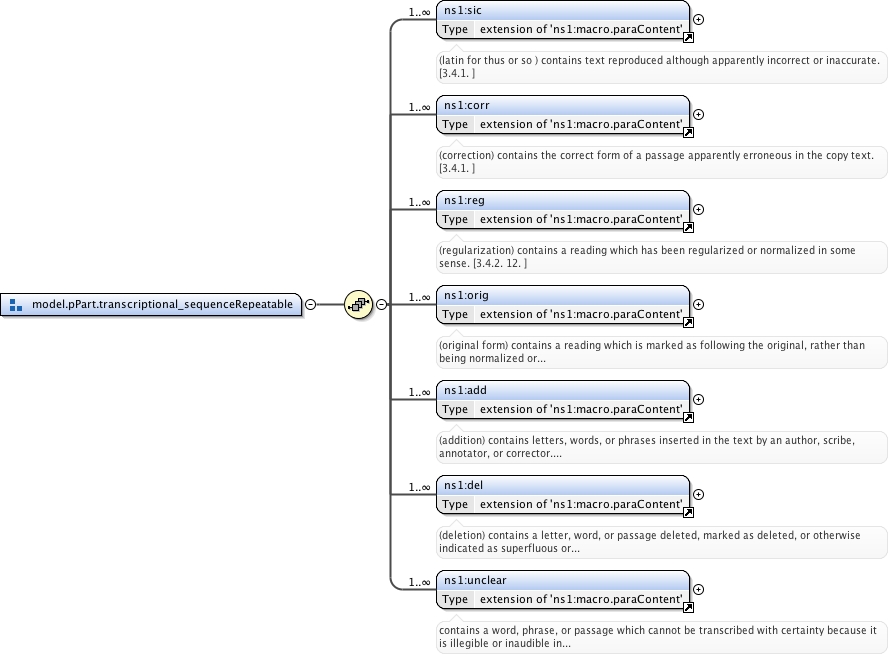 1..∞
ns1:sic
Type extension of 'ns1:macro.paraContent'
(latin for thus or so ) contains text reproduced although apparently incorrect or inaccurate.
[3.4.1. ]
1..∞
ns1:corr
Type extension of 'ns1:macro.paraContent'
(correction) contains the correct form of a passage apparently erroneous in the copy text.
[3.4.1. ]
1..∞
ns1:reg
Type extension of 'ns1:macro.paraContent'
(regularization) contains a reading which has been regularized or normalized in some
sense. [3.4.2. 12. ]
model.pPart.transcriptional_sequenceRepeatable
1..∞
ns1:orig
Type extension of 'ns1:macro.paraContent'
(original form) contains a reading which is marked as following the original, rather than
being normalized or...
1..∞
ns1:add
Type extension of 'ns1:macro.paraContent'
(addition) contains letters, words, or phrases inserted in the text by an author, scribe,
annotator, or corrector....
1..∞
ns1:del
Type extension of 'ns1:macro.paraContent'
(deletion) contains a letter, word, or passage deleted, marked as deleted, or otherwise
indicated as superfluous or...
1..∞
ns1:unclear
Type extension of 'ns1:macro.paraContent'
contains a word, phrase, or passage which cannot be transcribed with certainty because it
is illegible or inaudible in...